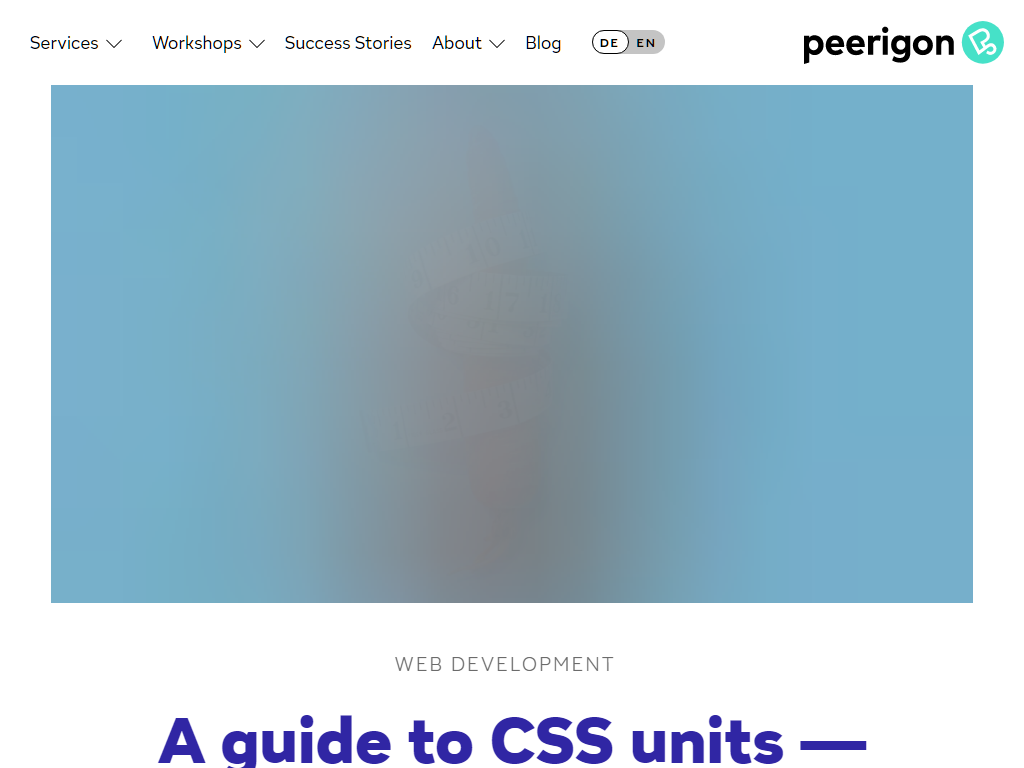 Services
Workshops
Success Stories
About
Blog
DE EN
peerigon
WEB DEVELOPMENT
A guide to CSS units —